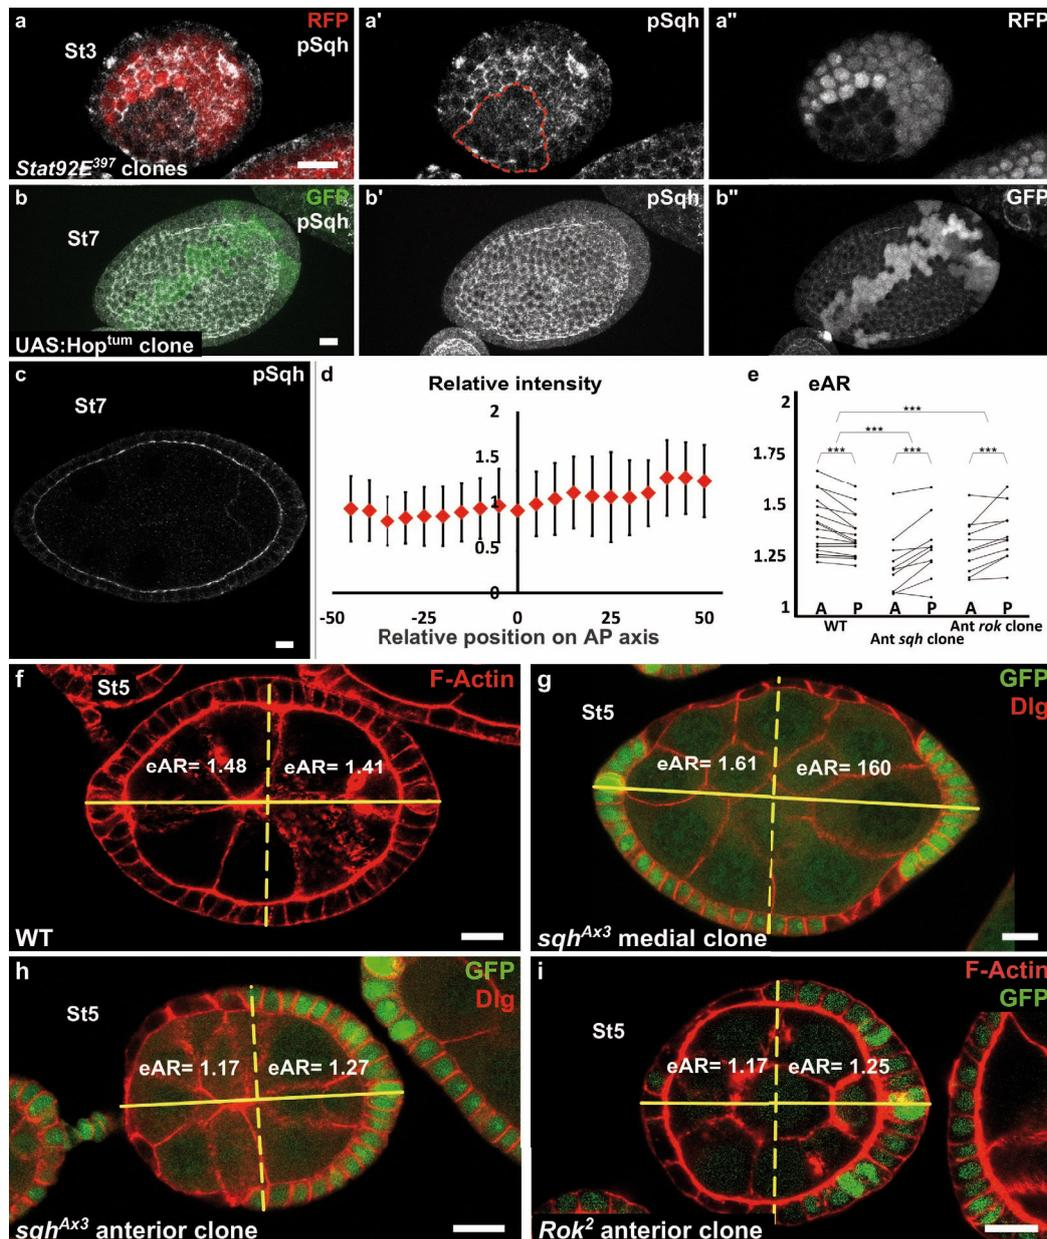 a RFP
pSqh
St3
Stat92E397 clones
a' pSqh
a" RFP
b GFP
pSqh
St7
UAS:Hoptum clone
b' pSqh
b" GFP
c pSqh
St7
d
Relative intensity
2
1.5
1
0.5
0
-50 -25 0 25 50
Relative position on AP axis
e eAR
2
1.75
1.5
1.25
1
***
***
*** *** ***
A P A P A P
WT
Ant sqh clone
Ant rok clone
f F-Actin
St5
eAR= 1.48 eAR= 1.41
WT
g GFP
Dlg
St5
eAR= 1.61 eAR= 160
sqhAx3 medial clone
h GFP
Dlg
St5
eAR= 1.17 eAR= 1.27
sqhAx3 anterior clone
i F-Actin
GFP
St5
eAR= 1.17 eAR= 1.25
Rok2 anterior clone